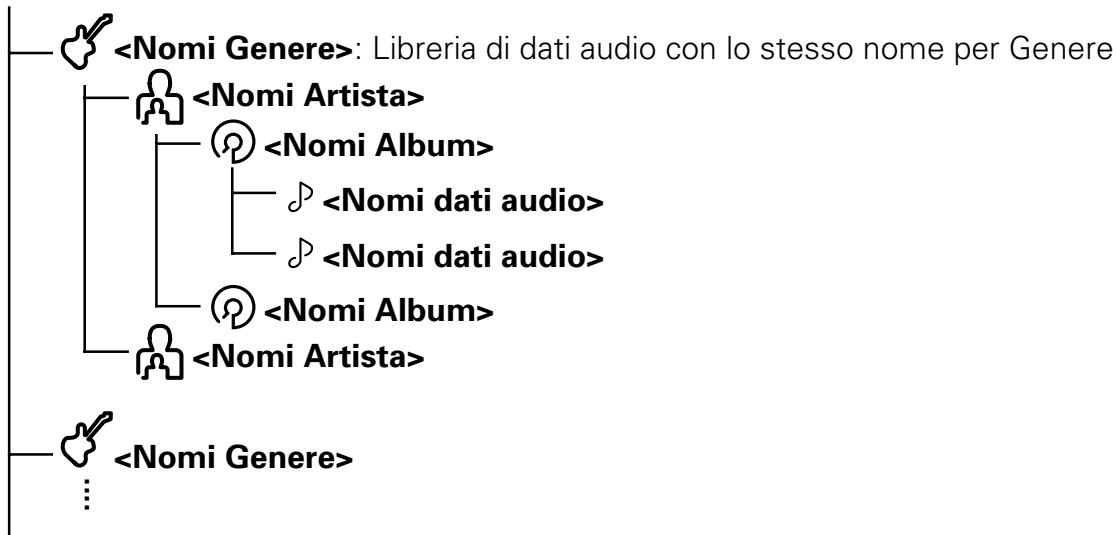 <Nomi Genere>: Libreria di dati audio con lo stesso nome per Genere
<Nomi Artista>
<Nomi Album>
<Nomi dati audio>
<Nomi dati audio>
<Nomi Album>
<Nomi Artista>
<Nomi Genere>